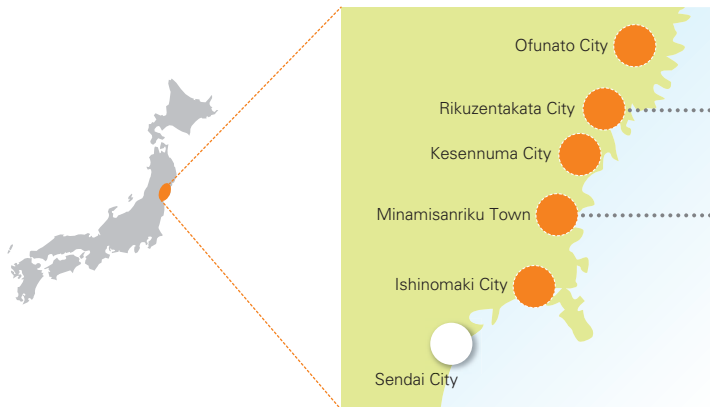 Ofunato City
Rikuzentakata City
Kesennuma City
Minamisanriku Town
Ishinomaki City
Sendai City